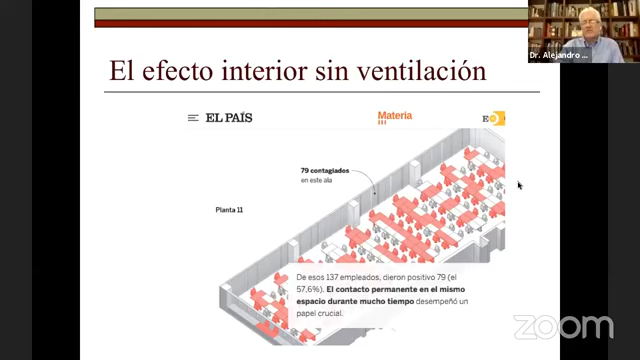 El efecto interior sin ventilación
EL PAÍS
Materia
79 contagiados
en este ala
Planta 11
De esos 137 empleados, dieron positivo 79 (el
57,6%). El contacto permanente en el mismo
espacio durante mucho tiempo desempeñó un
papel crucial.
Dr. Alejandro ...
zoom